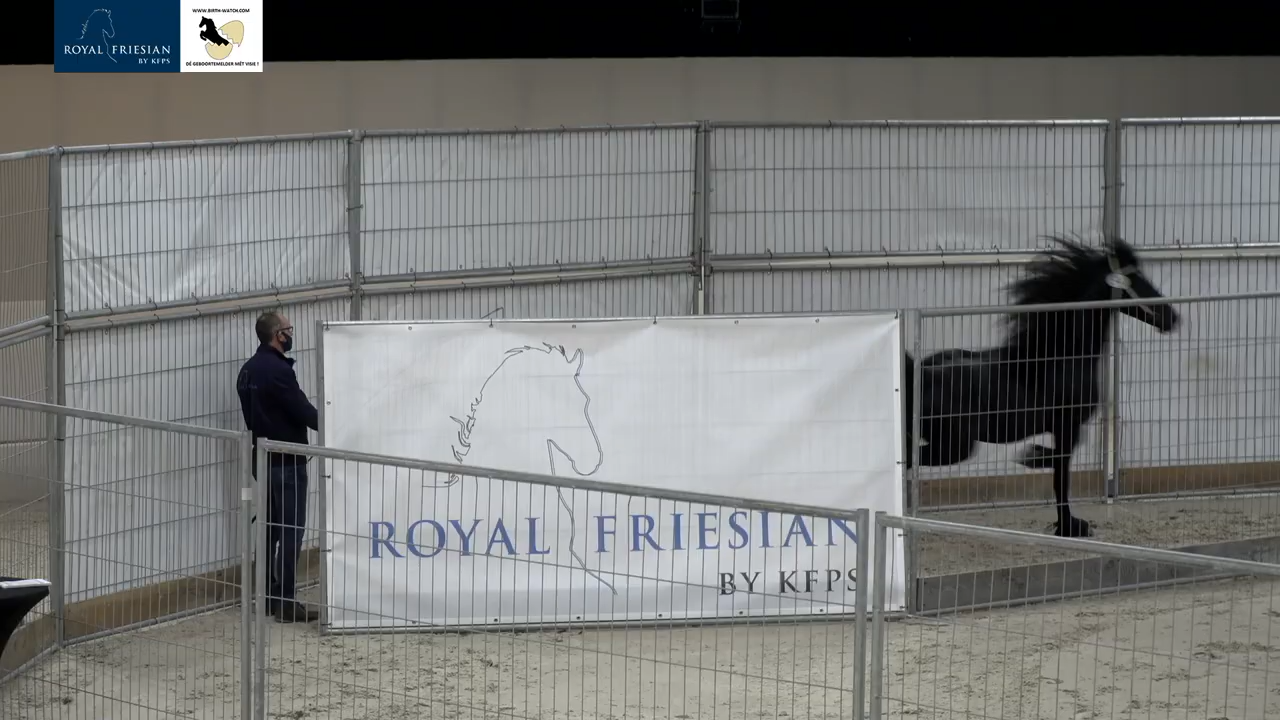 ROYAL FRIESIAN
BY KFPS
WWW.BIRTH-WATCH.COM
DÉ GEBOORTEMELDER MÉT VISIE !
ROYAL FRIESIAN
BY KFPS